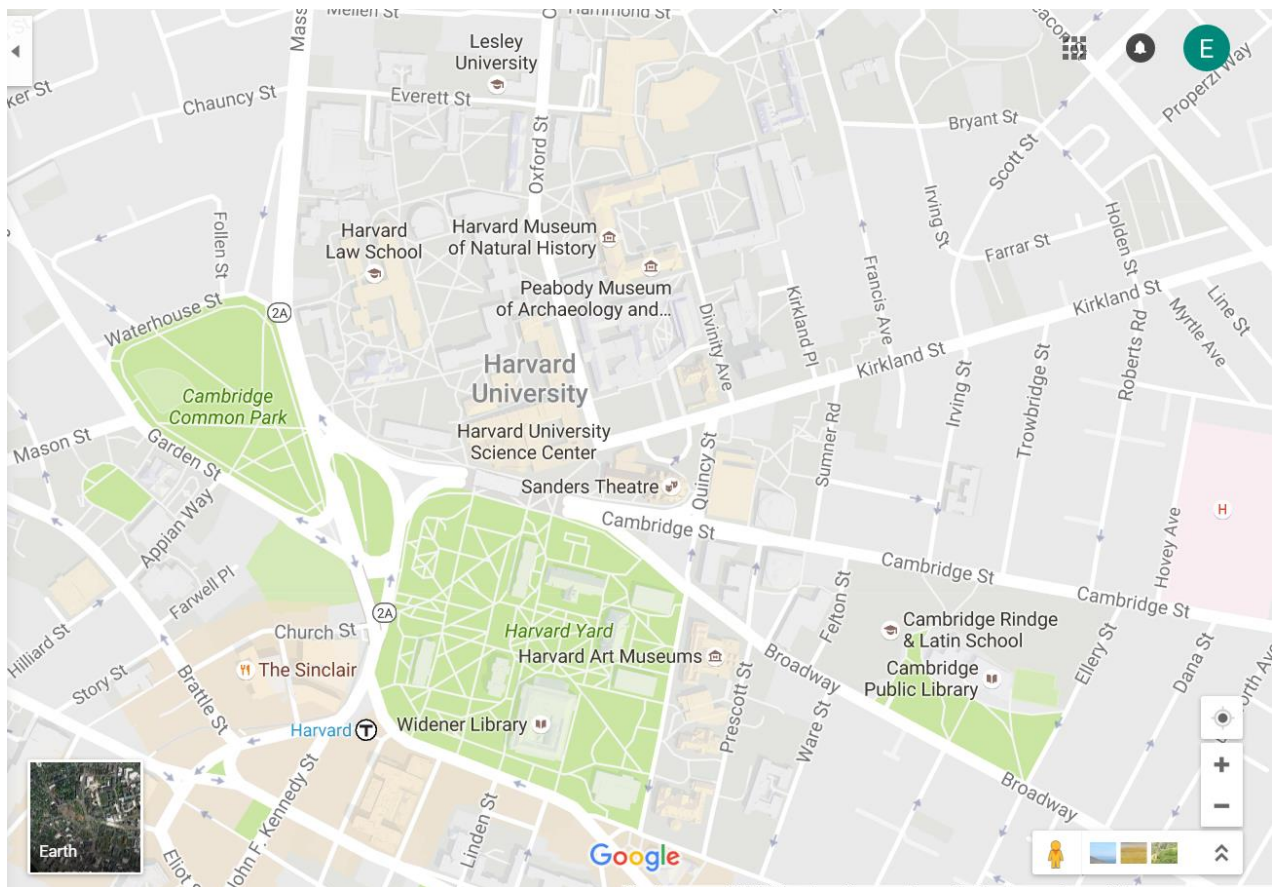 Mellen St
Hammond St
Mass
Lesley
University
E
Chauncy St
Everett St
Properzi Way
Bryant St
Oxford St
Scott St
Irving St
Follen St
Harvard
Law School
Harvard Museum
of Natural History
Holden St
Farrar St
Francis Ave
Peabody Museum
of Archaeology and...
Kirkland Pl
Divinity Ave
Kirkland St
Line St
Myrtle Ave
Waterhouse St
2A
Roberts Rd
Kirkland St
Trowbridge St
Irving St
Harvard
University
Cambridge
Common Park
Sumner Rd
Harvard University
Science Center
Mason St
Garden St
Quincy St
Sanders Theatre
H
Appian Way
Cambridge St
Hovey Ave
Cambridge St
Farwell Pl
Felton St
Cambridge St
2A
Church St
Harvard Yard
Cambridge Rindge
& Latin School
Hilliard St
Harvard Art Museums
Broadway
Ellery St
Dana St
The Sinclair
Story St
Brattle St
Cambridge
Public Library
Prescott St
Ware St
Harvard T
Widener Library
Broadway
John F. Kennedy St
Linden St
Earth
Google